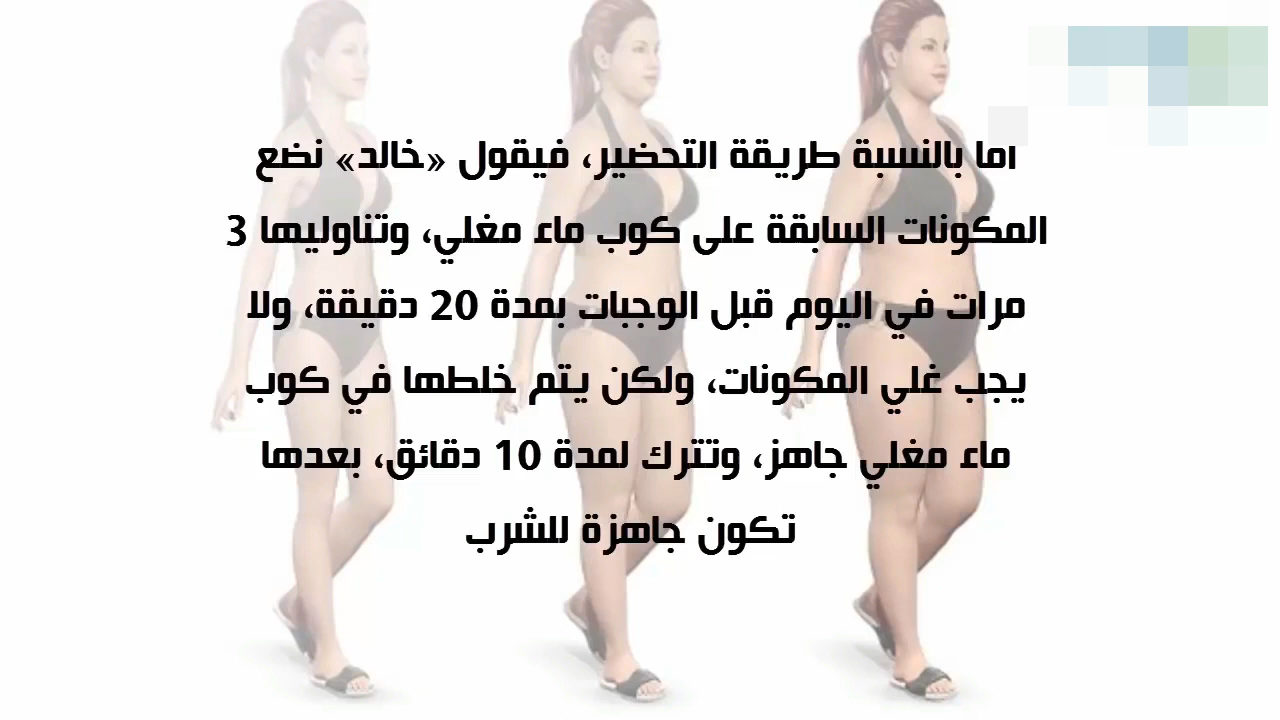 اما بالنسبة طريقة التحضير، فيقول «خالد» نضع
المكونات السابقة على كوب ماء مغلي، وتناوليها 3
مرات في اليوم قبل الوجبات بمدة 20 دقيقة، ولا
يجب غلي المكونات، ولكن يتم خلطها في كوب
ماء مغلي جاهز، وتترك لمدة 10 دقائق، بعدها
تكون جاهزة للشرب